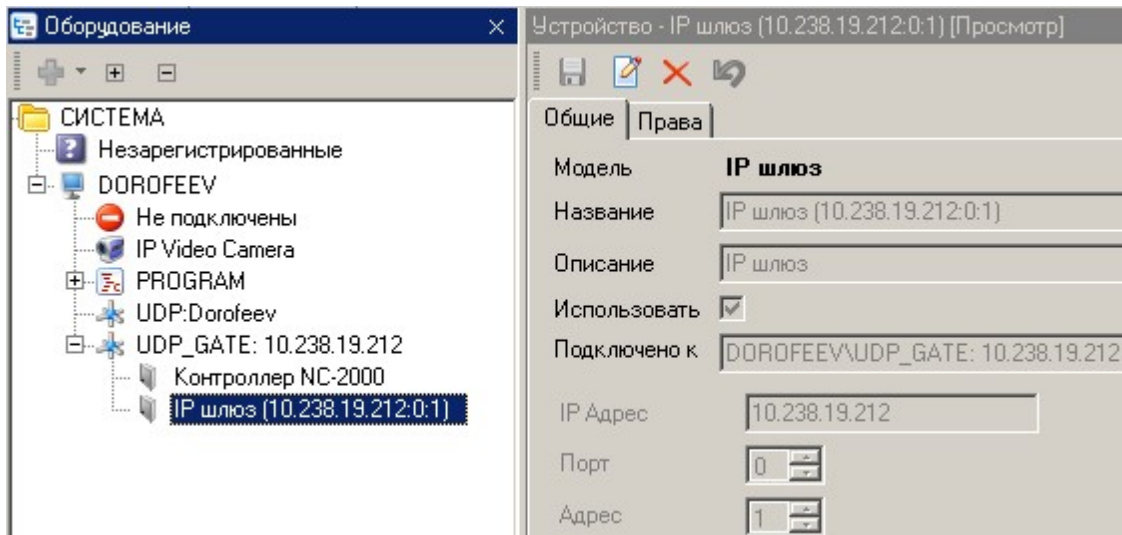 Оборудование
СИСТЕМА
Незарегистрированные
DOROFEEV
Не подключены
IP Video Camera
PROGRAM
UDP:Dorofeev
UDP_GATE: 10.238.19.212
Контроллер NC-2000
IP шлюз (10.238.19.212:0:1)
Устройство - IP шлюз (10.238.19.212:0:1) [Просмотр]
Общие Права
Модель IP шлюз
Название IP шлюз (10.238.19.212:0:1)
Описание IP шлюз
Использовать
Подключено к DOROFEEV\UDP_GATE: 10.238.19.212
IP Адрес 10.238.19.212
Порт 0
Адрес 1